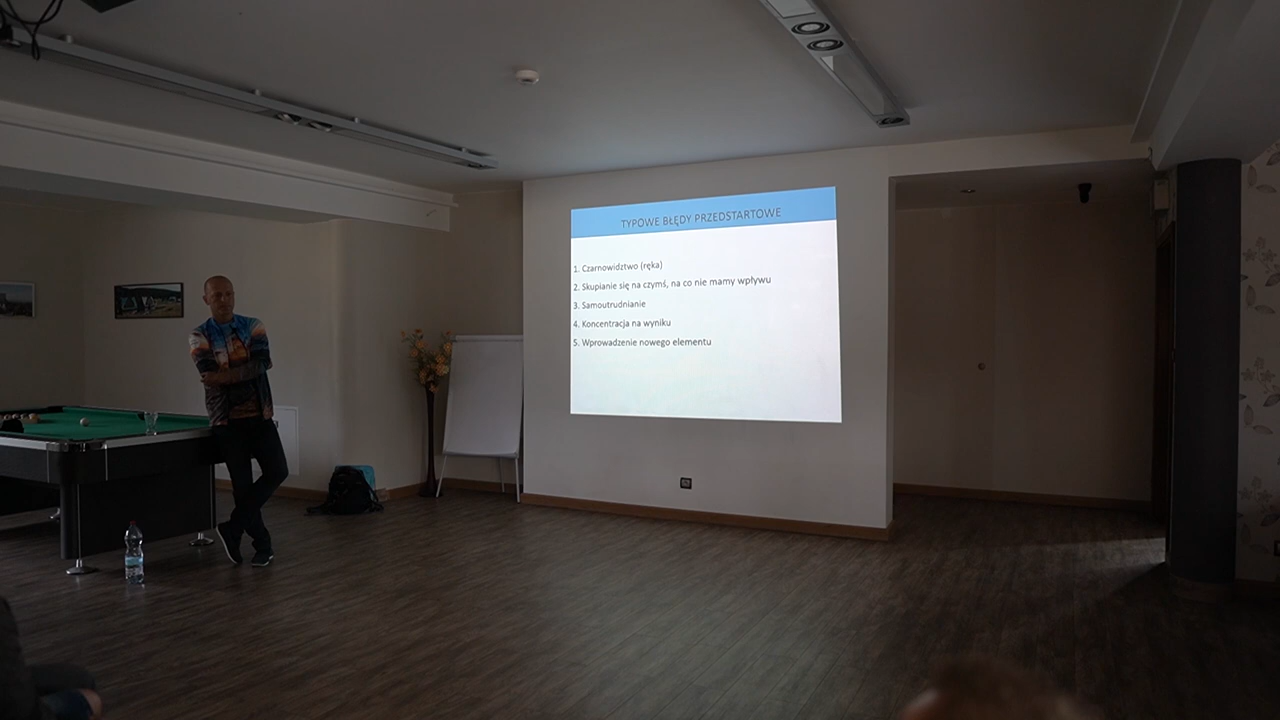 TYPOWE BŁĘDY PRZEDSTARTOWE
1. Czarnowidztwo (ręka)
2. Skupianie się na czymś, na co nie mamy wpływu
3. Samoutrudnianie
4. Koncentracja na wyniku
5. Wprowadzenie nowego elementu